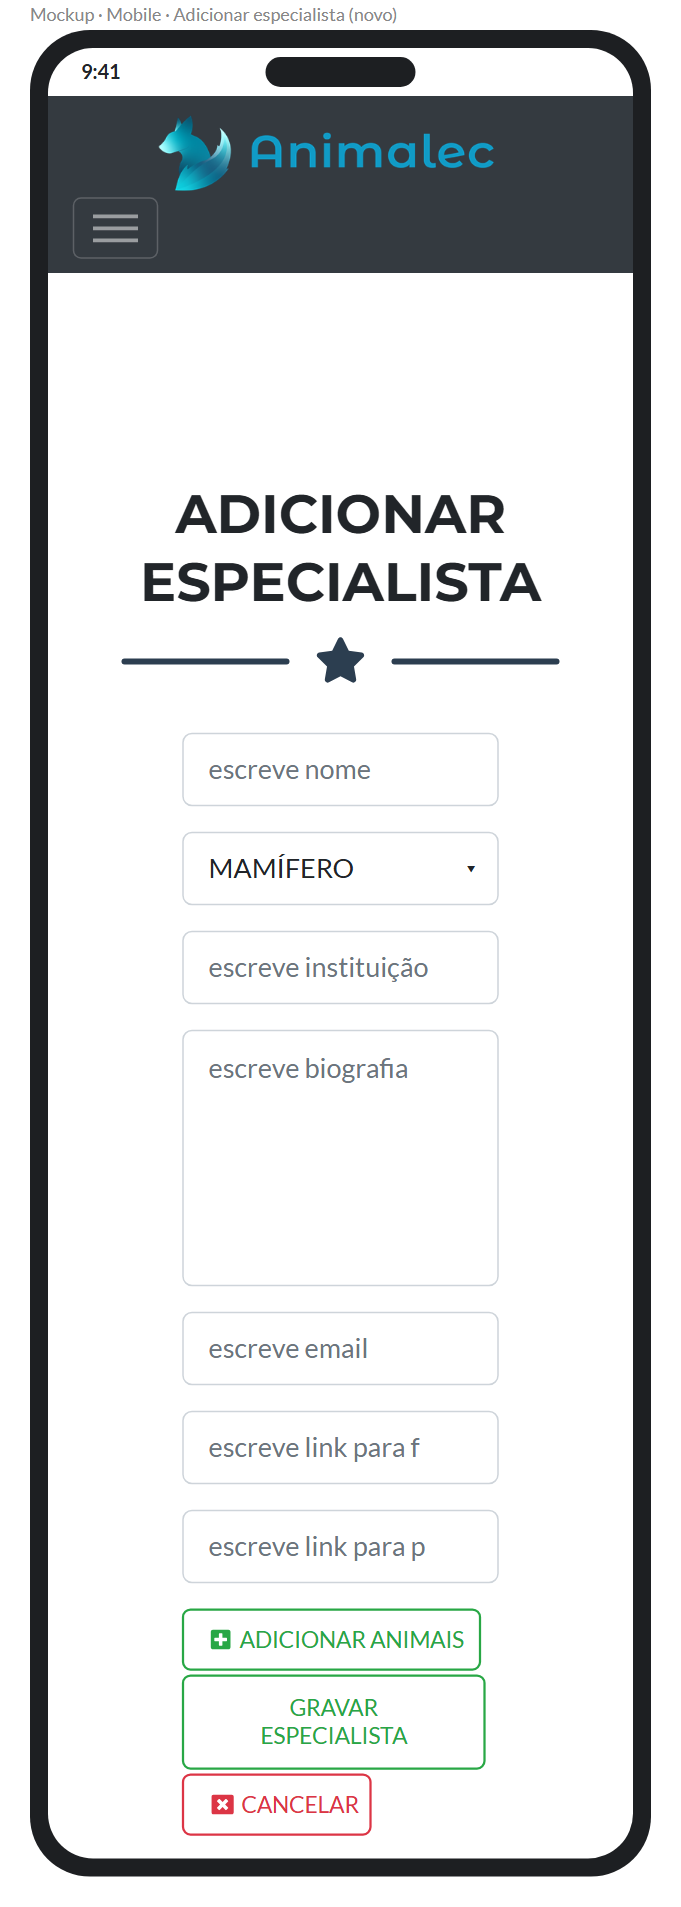 Mockup · Mobile · Adicionar especialista (novo)
9:41
Animalec
ADICIONAR
ESPECIALISTA
escreve nome
MAMÍFERO
escreve instituição
escreve biografia
escreve email
escreve link para f
escreve link para p
ADICIONAR ANIMAIS
GRAVAR
ESPECIALISTA
CANCELAR